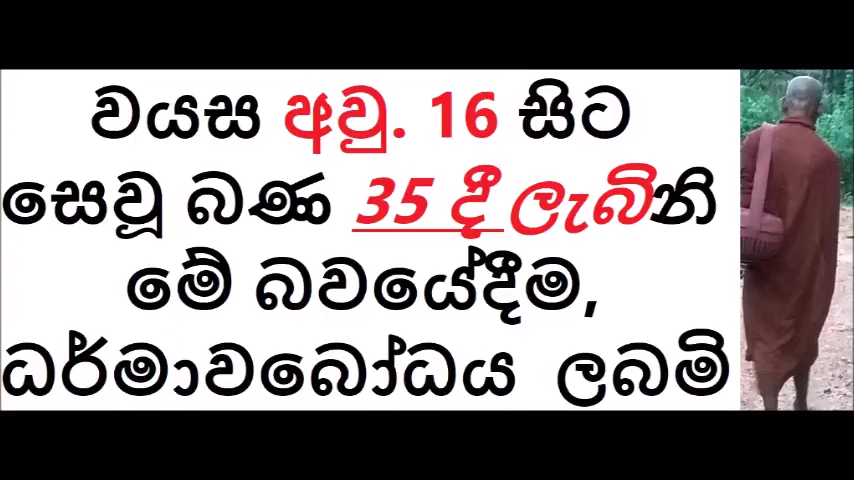 වයස අවු. 16 සිට
සෙවූ බණ 35 දී ලැබිනි
මේ බවයේදීම,
ධර්මාවබෝධය ලබමි